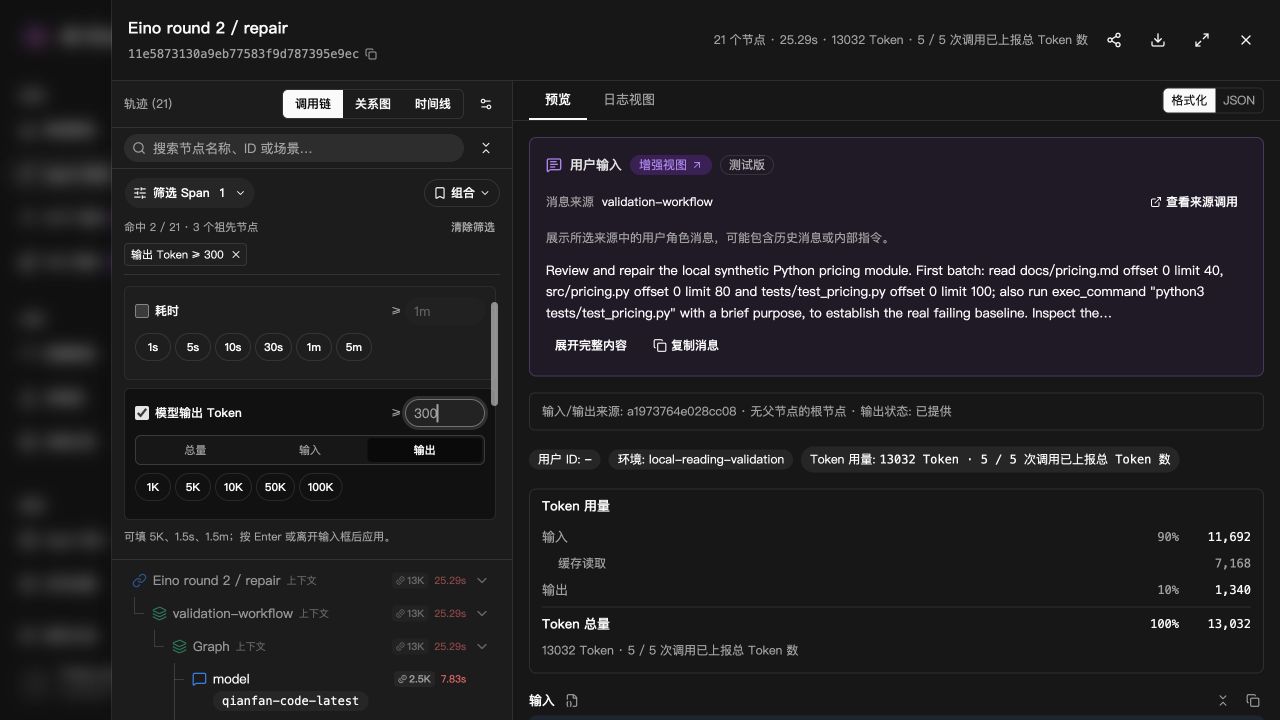 Eino round 2 / repair
11e5873130a9eb77583f9d787395e9ec
21 个节点 · 25.29s · 13032 Token · 5 / 5 次调用已上报总 Token 数
轨迹 (21)
调用链 关系图 时间线
搜索节点名称、ID 或场景…
筛选 Span 1
组合
命中 2 / 21 · 3 个祖先节点
清除筛选
输出 Token ≥ 300 ×
耗时 ≥ 1m
1s 5s 10s 30s 1m 5m
模型输出 Token ≥ 300
总量 输入 输出
1K 5K 10K 50K 100K
可填 5K、1.5s、1.5m；按 Enter 或离开输入框后应用。
Eino round 2 / repair 上下文 13K 25.29s
validation-workflow 上下文 13K 25.29s
Graph 上下文 13K 25.29s
model 2.5K 7.83s
qianfan-code-latest
预览 日志视图
格式化 JSON
用户输入 增强视图 ↗ 测试版
消息来源 validation-workflow
查看来源调用
展示所选来源中的用户角色消息，可能包含历史消息或内部指令。
Review and repair the local synthetic Python pricing module. First batch: read docs/pricing.md offset 0 limit 40,
src/pricing.py offset 0 limit 80 and tests/test_pricing.py offset 0 limit 100; also run exec_command "python3
tests/test_pricing.py" with a brief purpose, to establish the real failing baseline. Inspect the…
展开完整内容 复制消息
输入/输出来源: a1973764e028cc08 · 无父节点的根节点 · 输出状态: 已提供
用户 ID: – 环境: local-reading-validation Token 用量: 13032 Token · 5 / 5 次调用已上报总 Token 数
Token 用量
输入 90% 11,692
缓存读取 7,168
输出 10% 1,340
Token 总量 100% 13,032
13032 Token · 5 / 5 次调用已上报总 Token 数
输入